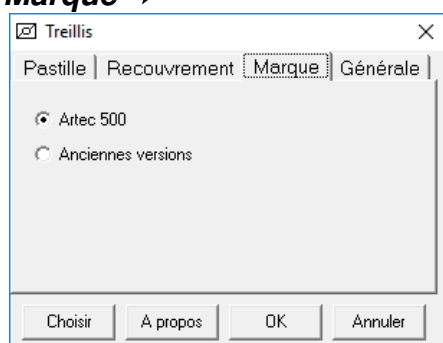 Marque →
Treillis
Pastille Recouvrement Marque Générale
Artec 500
Anciennes versions
Choisir A propos OK Annuler